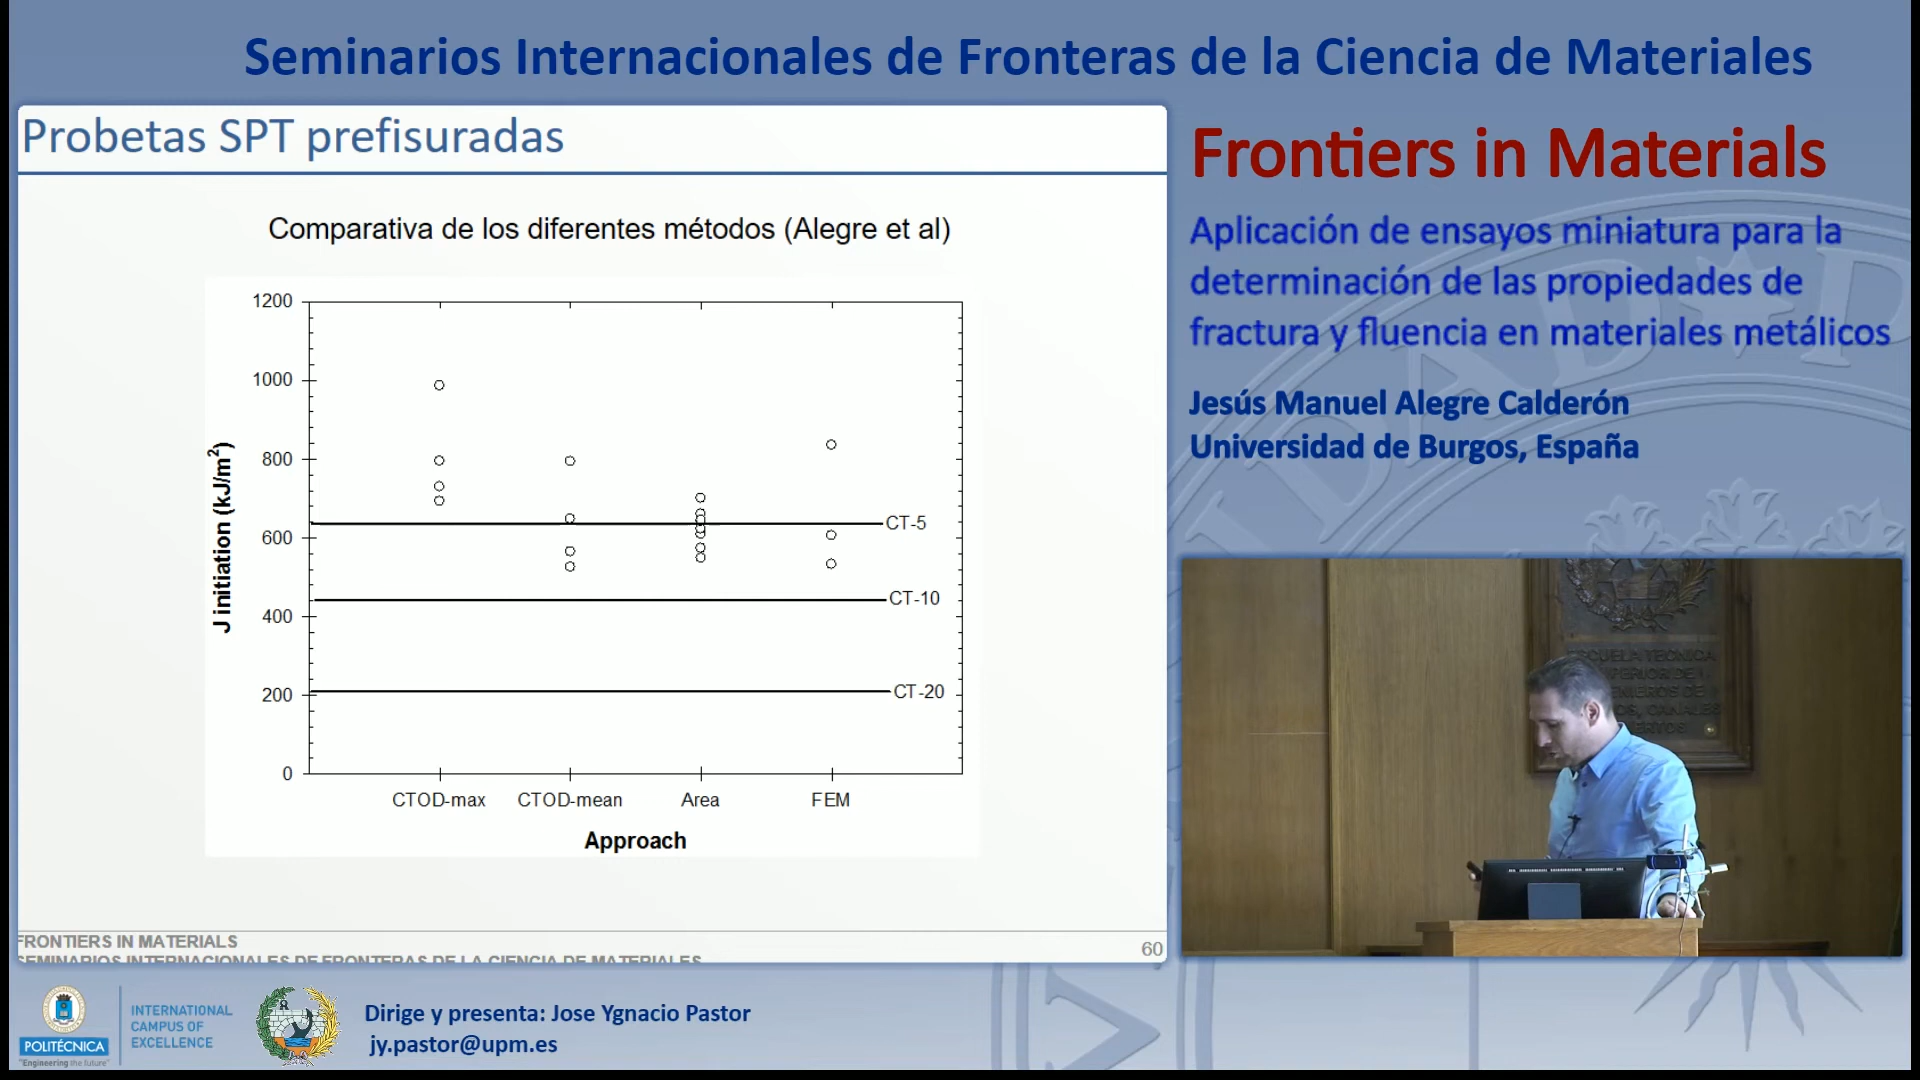 Seminarios Internacionales de Fronteras de la Ciencia de Materiales
Probetas SPT prefisuradas
Comparativa de los diferentes métodos (Alegre et al)
1200
1000
800
600
400
200
0
J initiation (kJ/m²)
CT-5
CT-10
CT-20
CTOD-max CTOD-mean Area FEM
Approach
FRONTIERS IN MATERIALS
SEMINARIOS INTERNACIONALES DE FRONTERAS DE LA CIENCIA DE MATERIALES
60
Frontiers in Materials
Aplicación de ensayos miniatura para la
determinación de las propiedades de
fractura y fluencia en materiales metálicos
Jesús Manuel Alegre Calderón
Universidad de Burgos, España
POLITÉCNICA
"Engineering the future"
INTERNATIONAL
CAMPUS OF
EXCELLENCE
Dirige y presenta: Jose Ygnacio Pastor
jy.pastor@upm.es